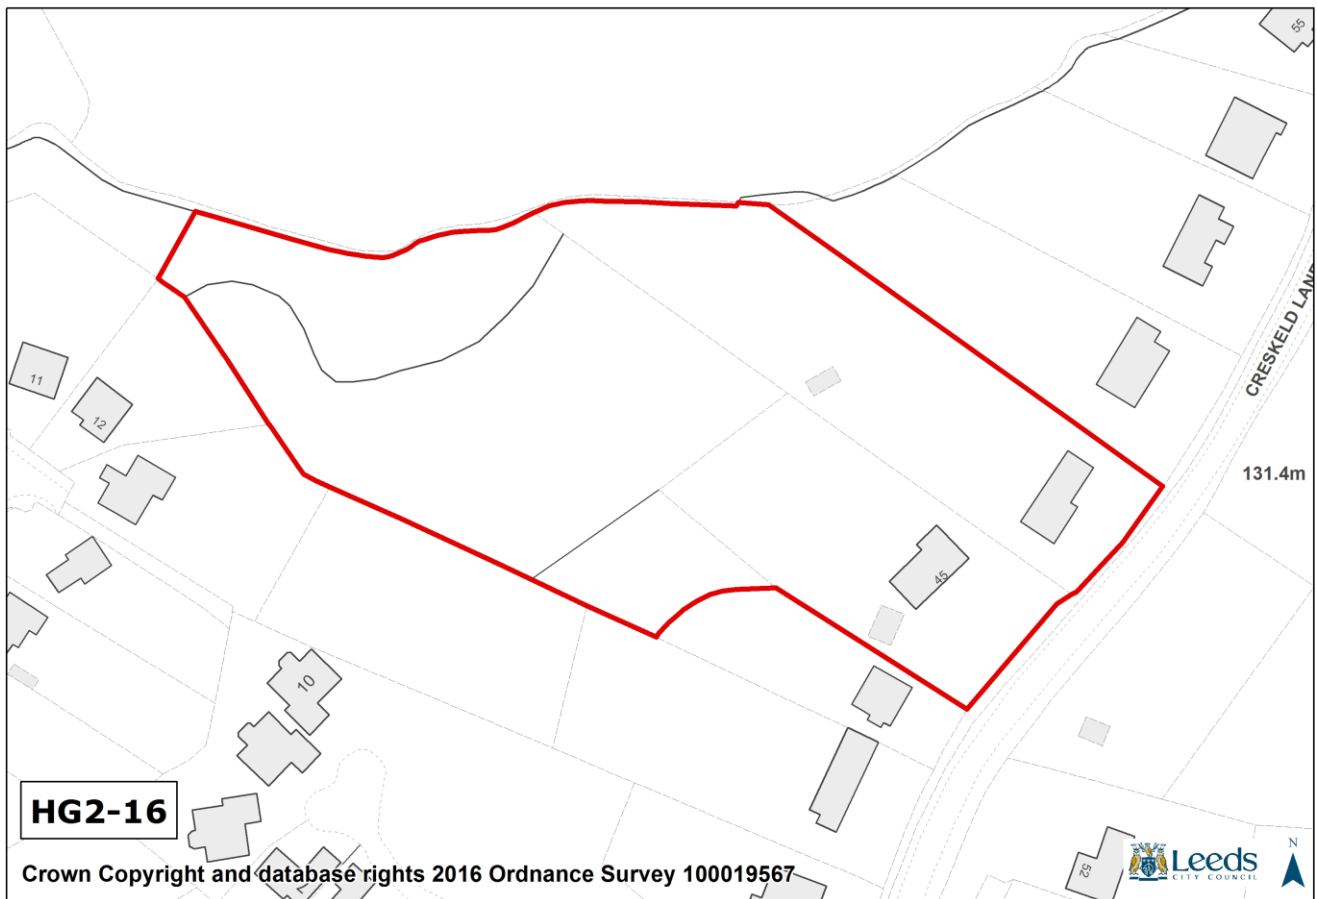 55
CRESKELD LAN
11
12
131.4m
45
10
HG2-16
Crown Copyright and database rights 2016 Ordnance Survey 100019567
52
Leeds
CITY COUNCIL
N